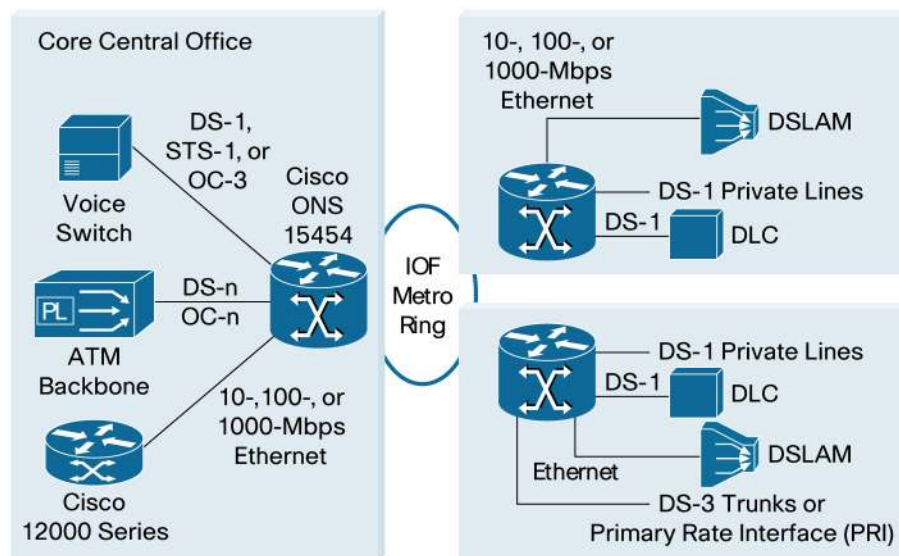 Core Central Office
DS-1,
STS-1, or
OC-3
Voice
Switch
Cisco
ONS
15454
DS-n
OC-n
PL
ATM
Backbone
10-,100-, or
1000-Mbps
Ethernet
Cisco
12000 Series
IOF
Metro
Ring
10-, 100-, or
1000-Mbps
Ethernet
DSLAM
DS-1 Private Lines
DS-1
DLC
DS-1 Private Lines
DS-1
DLC
DSLAM
Ethernet
DS-3 Trunks or
Primary Rate Interface (PRI)